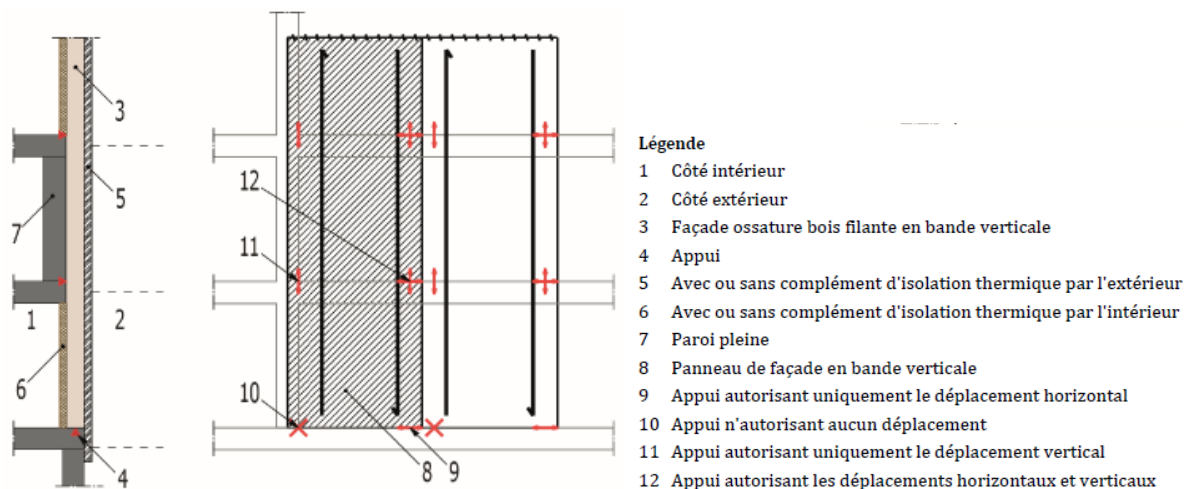 3
12
5
7
11
1
2
6
10
4
8
9
Légende
1 Côté intérieur
2 Côté extérieur
3 Façade ossature bois filante en bande verticale
4 Appui
5 Avec ou sans complément d'isolation thermique par l'extérieur
6 Avec ou sans complément d'isolation thermique par l'intérieur
7 Paroi pleine
8 Panneau de façade en bande verticale
9 Appui autorisant uniquement le déplacement horizontal
10 Appui n'autorisant aucun déplacement
11 Appui autorisant uniquement le déplacement vertical
12 Appui autorisant les déplacements horizontaux et verticaux